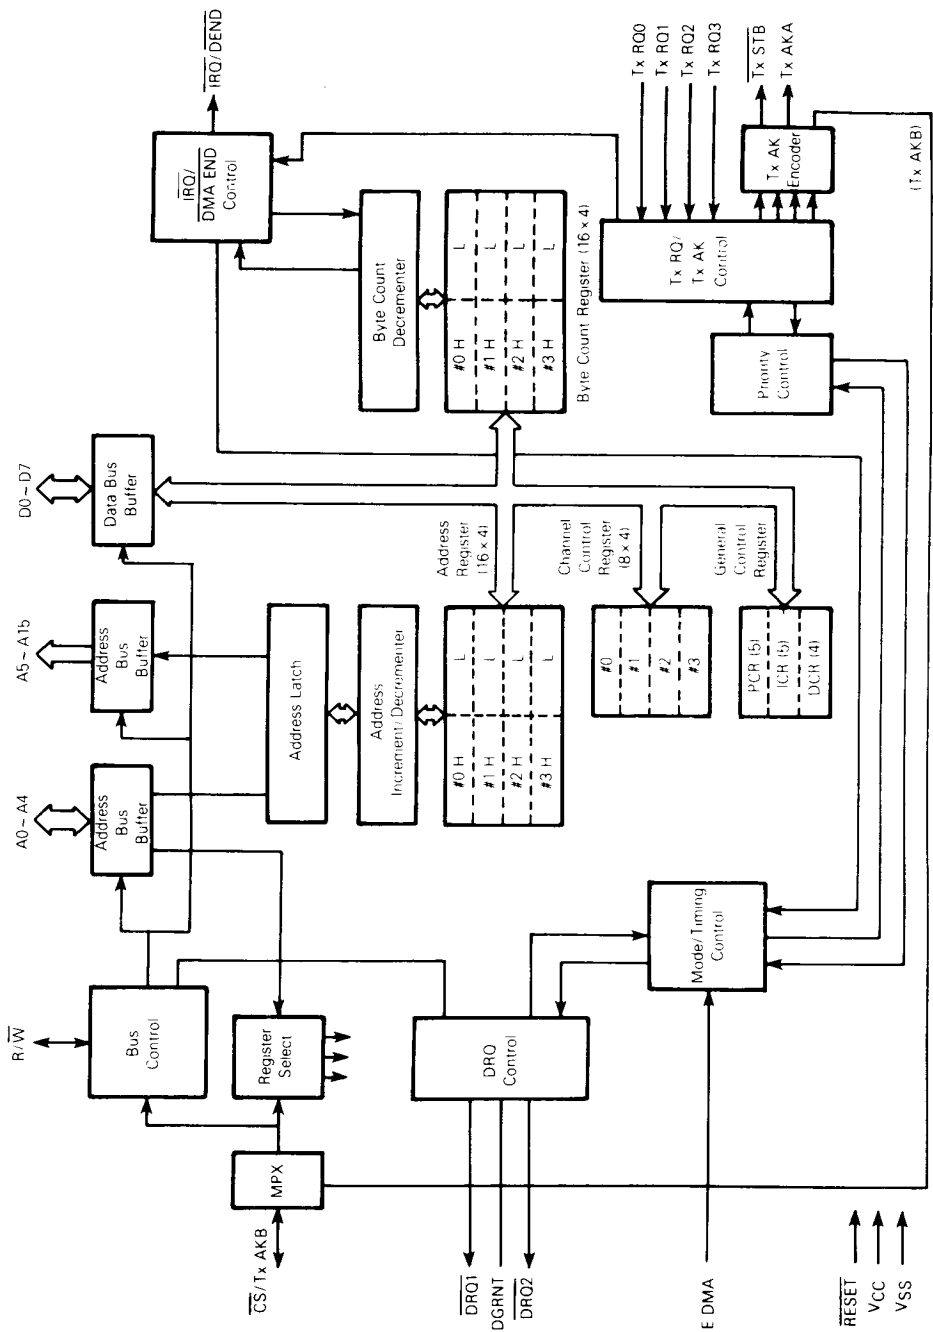 D0~D7
A5~A15
A0~A4
R/W
CS/Tx AKB
IRQ/DEND
IRQ/
DMA END
Control
Data Bus
Buffer
Address
Bus
Buffer
Address
Bus
Buffer
Bus
Control
Register
Select
MPX
Byte Count
Decrementer
Address Latch
Address
Increment/Decrementer
#0 H L
#1 H L
#2 H L
#3 H L
Byte Count Register (16 × 4)
Address
Register
(16 × 4)
#0 H L
#1 H L
#2 H L
#3 H L
Channel
Control
Register
(8 × 4)
#0
#1
#2
#3
General
Control
Register
PCR (5)
ICR (5)
DCR (4)
DRQ
Control
DRQ1
DGRNT
DRQ2
Mode/Timing
Control
E DMA
Tx RQ0
Tx RQ1
Tx RQ2
Tx RQ3
Tx STB
Tx AKA
Tx AK
Encoder
Tx RQ/
Tx AK
Control
Priority
Control
(Tx AKB)
RESET
VCC
VSS